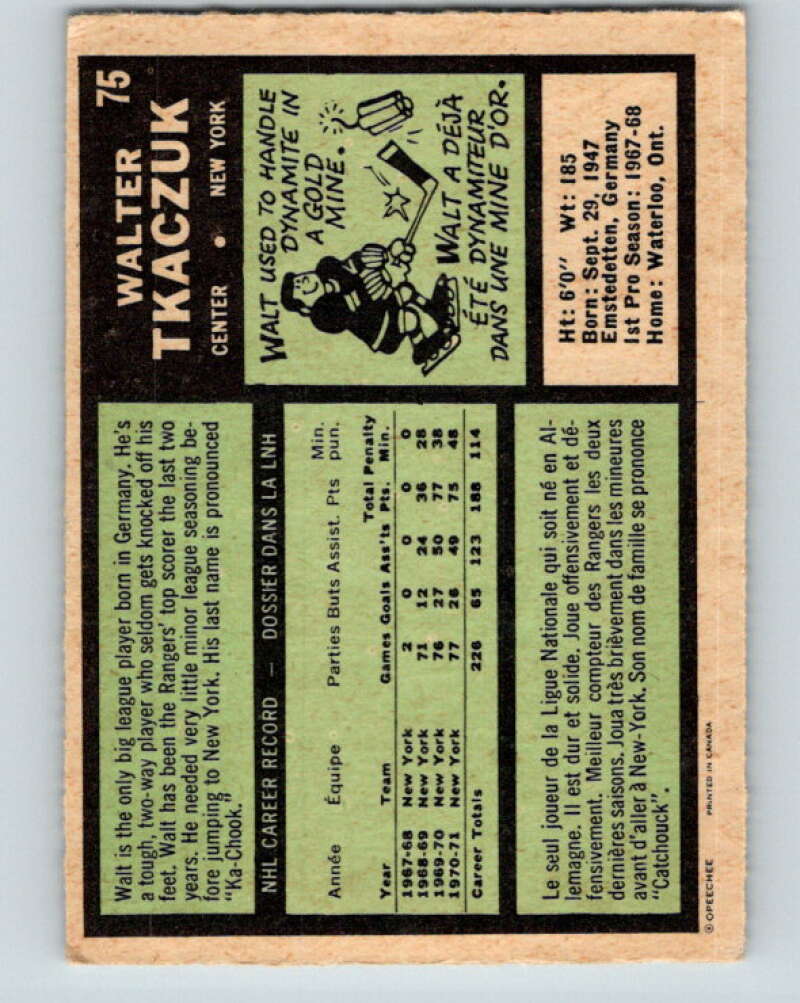 WALTER 75
TKACZUK
CENTER • NEW YORK
Walt is the only big league player born in Germany. He's
a tough, two-way player who seldom gets knocked off his
feet. Walt has been the Rangers' top scorer the last two
years. He needed very little minor league seasoning be-
fore jumping to New York. His last name is pronounced
"Ka-Chook."
WALT USED TO HANDLE
DYNAMITE IN
A GOLD
MINE.
WALT A DÉJÀ
ÉTÉ DYNAMITEUR
DANS UNE MINE D'OR.
NHL CAREER RECORD — DOSSIER DANS LA LNH
Min.
Année Équipe Parties Buts Assist. Pts pun.
Total Penalty
Year Team Games Goals Ass'ts Pts. Min.
1967-68 New York 2 0 0 0 0
1968-69 New York 71 12 24 36 28
1969-70 New York 76 27 50 77 38
1970-71 New York 77 26 49 75 48
Career Totals 226 65 123 188 114
Ht: 6'0" Wt: 185
Born: Sept. 29, 1947
Emstedetten, Germany
1st Pro Season: 1967-68
Home: Waterloo, Ont.
Le seul joueur de la Ligue Nationale qui soit né en Al-
lemagne. Il est dur et solide. Joue offensivement et dé-
fensivement. Meilleur compteur des Rangers les deux
dernières saisons. Joua très brièvement dans les mineures
avant d'aller à New-York. Son nom de famille se prononce
"Catchouck".
© OPEECHEE PRINTED IN CANADA